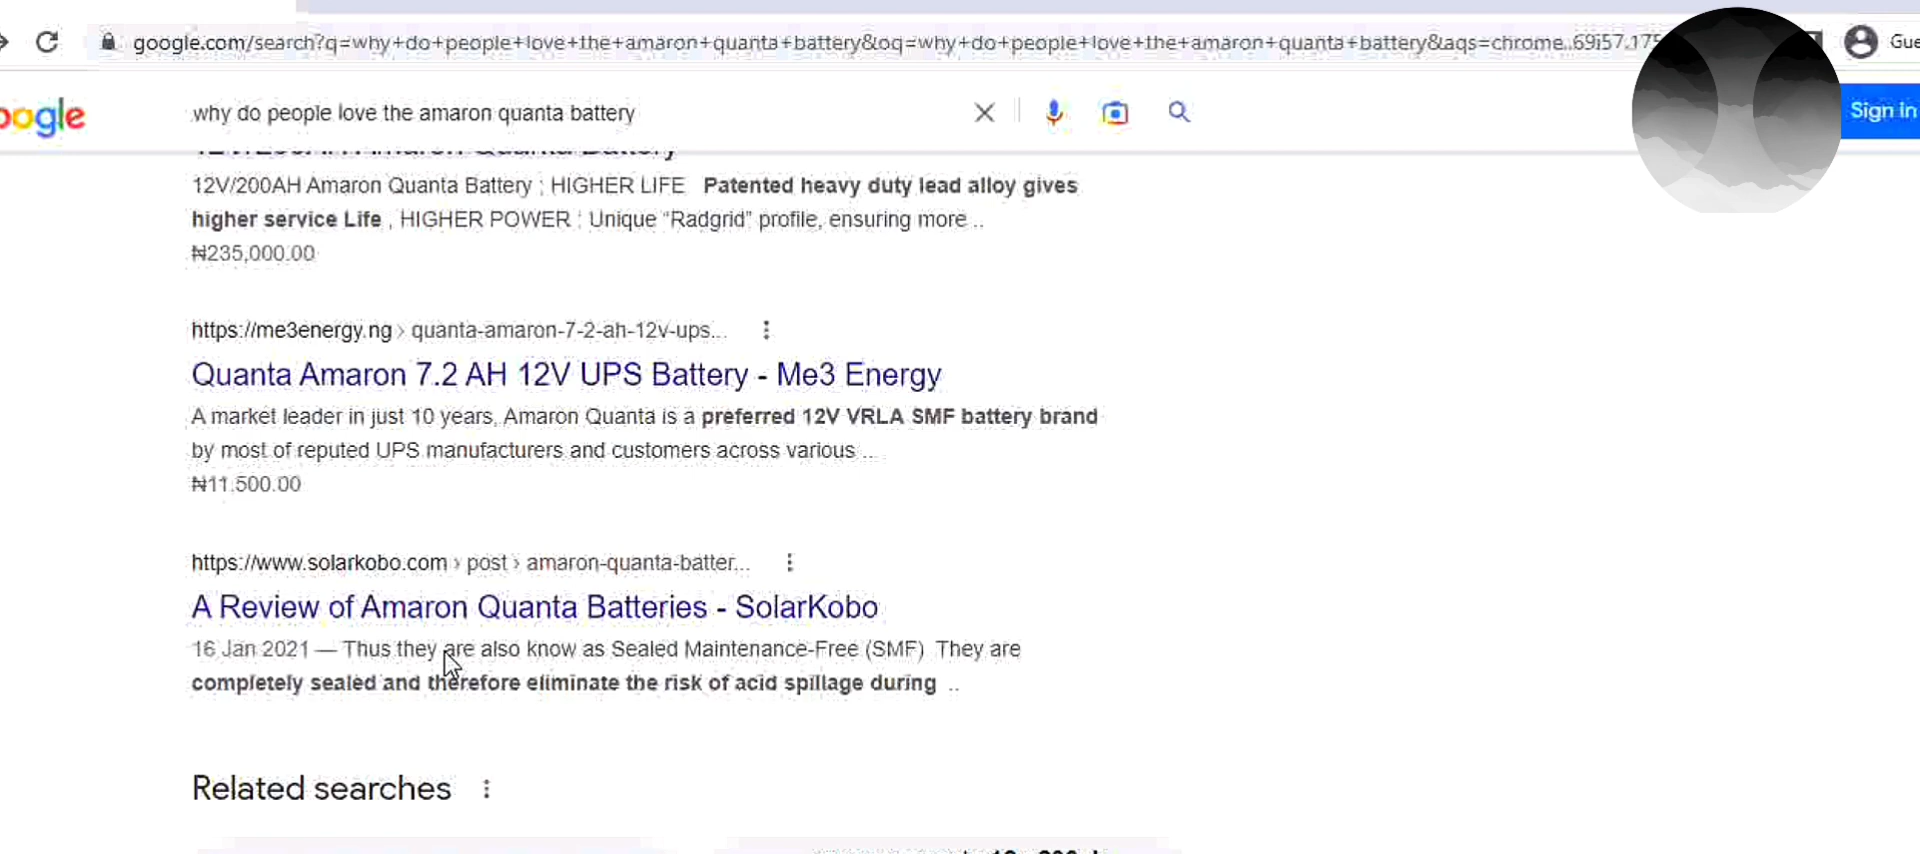 google.com/search?q=why+do+people+love+the+amaron+quanta+battery&oq=why+do+people+love+the+amaron+quanta+battery&aqs=chrome..69i57.175
Gue
oogle
why do people love the amaron quanta battery
Sign in
Amaron Quanta Battery
12V/200AH Amaron Quanta Battery ; HIGHER LIFE Patented heavy duty lead alloy gives
higher service Life , HIGHER POWER ; Unique “Radgrid” profile, ensuring more ..
₦235,000.00
https://me3energy.ng › quanta-amaron-7-2-ah-12v-ups...
Quanta Amaron 7.2 AH 12V UPS Battery - Me3 Energy
A market leader in just 10 years, Amaron Quanta is a preferred 12V VRLA SMF battery brand
by most of reputed UPS manufacturers and customers across various ...
₦11.500.00
https://www.solarkobo.com › post › amaron-quanta-batter...
A Review of Amaron Quanta Batteries - SolarKobo
16 Jan 2021 — Thus they are also know as Sealed Maintenance-Free (SMF) They are
completely sealed and therefore eliminate the risk of acid spillage during ..
Related searches